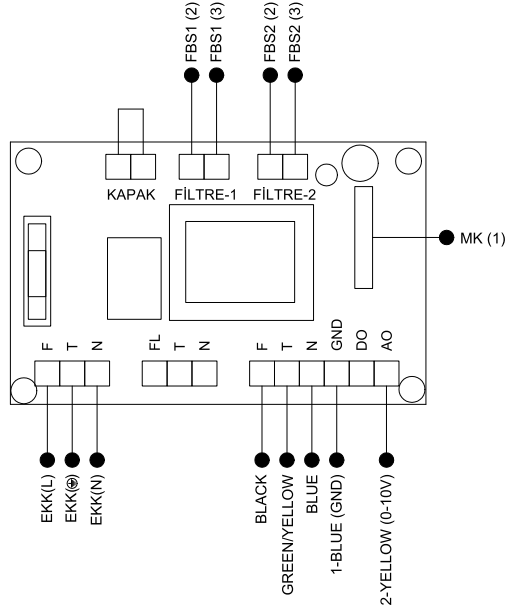 FBS1 (2)
FBS1 (3)
FBS2 (2)
FBS2 (3)
KAPAK
FİLTRE-1
FİLTRE-2
MK (1)
F
T
N
FL
T
N
F
T
N
GND
DO
AO
EKK(L)
EKK(⏚)
EKK(N)
BLACK
GREEN/YELLOW
BLUE
1-BLUE (GND)
2-YELLOW (0-10V)